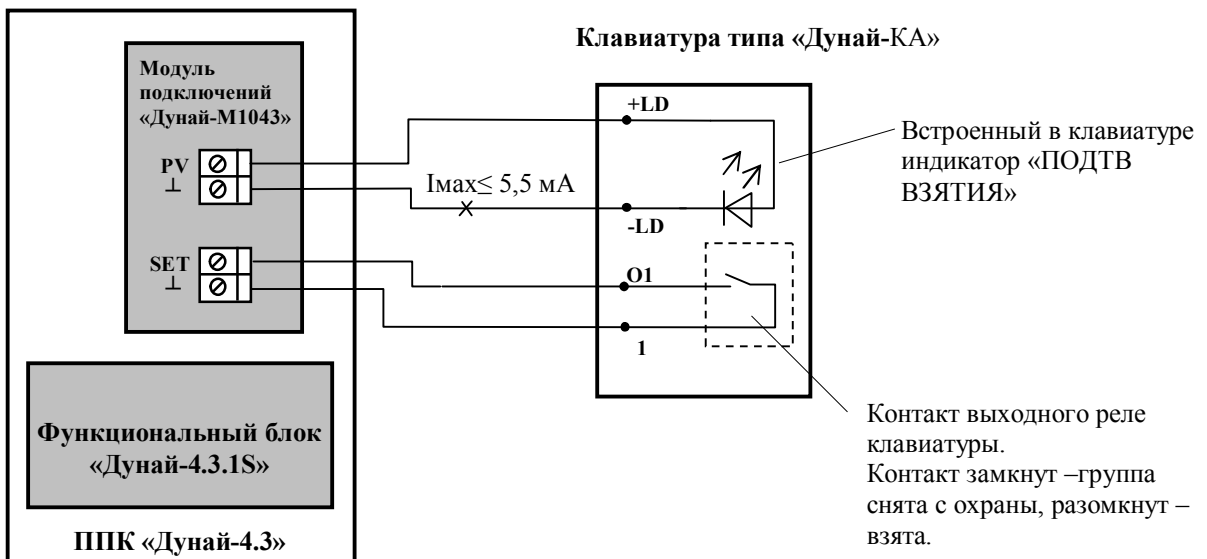 Клавиатура типа «Дунай-КА»
Модуль
подключений
«Дунай-М1043»
PV
⊥
SET
⊥
Iмах≤ 5,5 мА
+LD
-LD
О1
1
Встроенный в клавиатуре
индикатор «ПОДТВ
ВЗЯТИЯ»
Контакт выходного реле
клавиатуры.
Контакт замкнут –группа
снята с охраны, разомкнут –
взята.
Функциональный блок
«Дунай-4.3.1S»
ППК «Дунай-4.3»